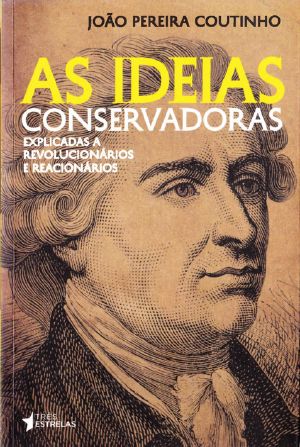 JOÃO PEREIRA COUTINHO
AS IDEIAS
CONSERVADORAS
EXPLICADAS A
REVOLUCIONÁRIOS
E REACIONÁRIOS
TRÊS
ESTRELAS